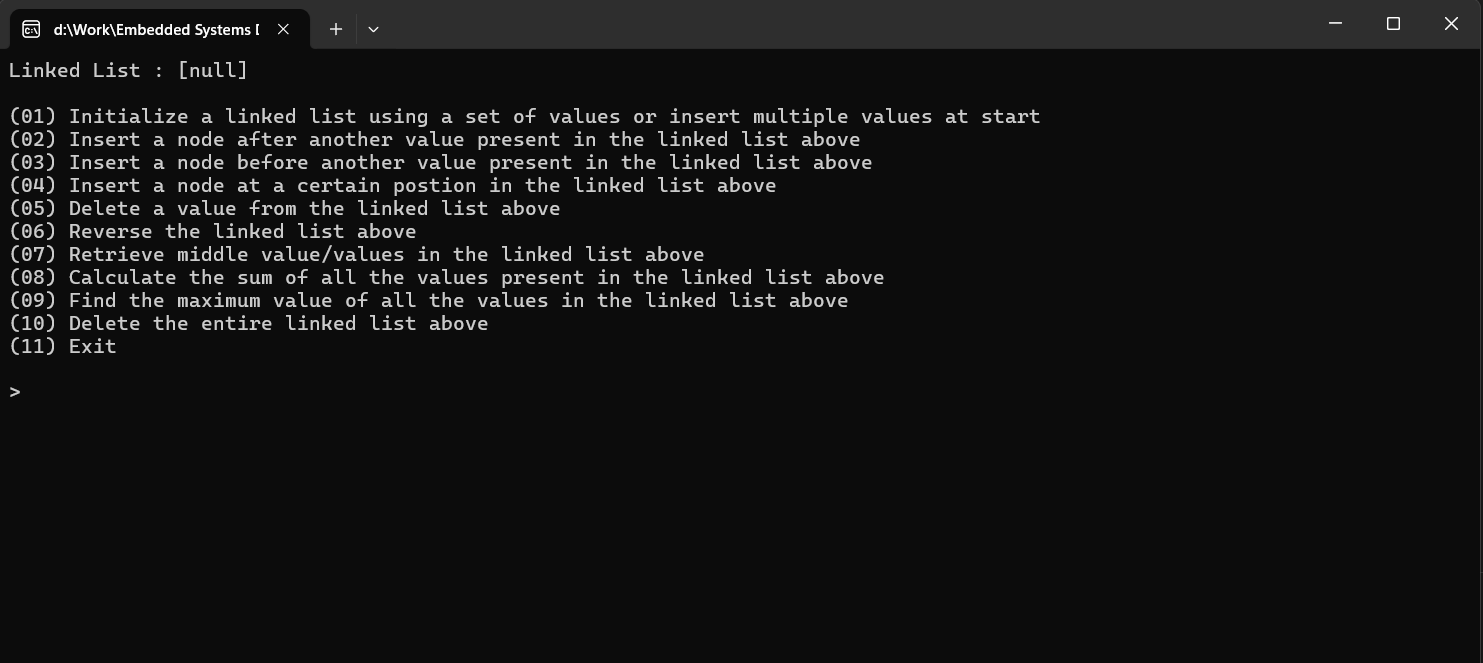 d:\Work\Embedded Systems D
Linked List : [null]
(01) Initialize a linked list using a set of values or insert multiple values at start
(02) Insert a node after another value present in the linked list above
(03) Insert a node before another value present in the linked list above
(04) Insert a node at a certain postion in the linked list above
(05) Delete a value from the linked list above
(06) Reverse the linked list above
(07) Retrieve middle value/values in the linked list above
(08) Calculate the sum of all the values present in the linked list above
(09) Find the maximum value of all the values in the linked list above
(10) Delete the entire linked list above
(11) Exit
>